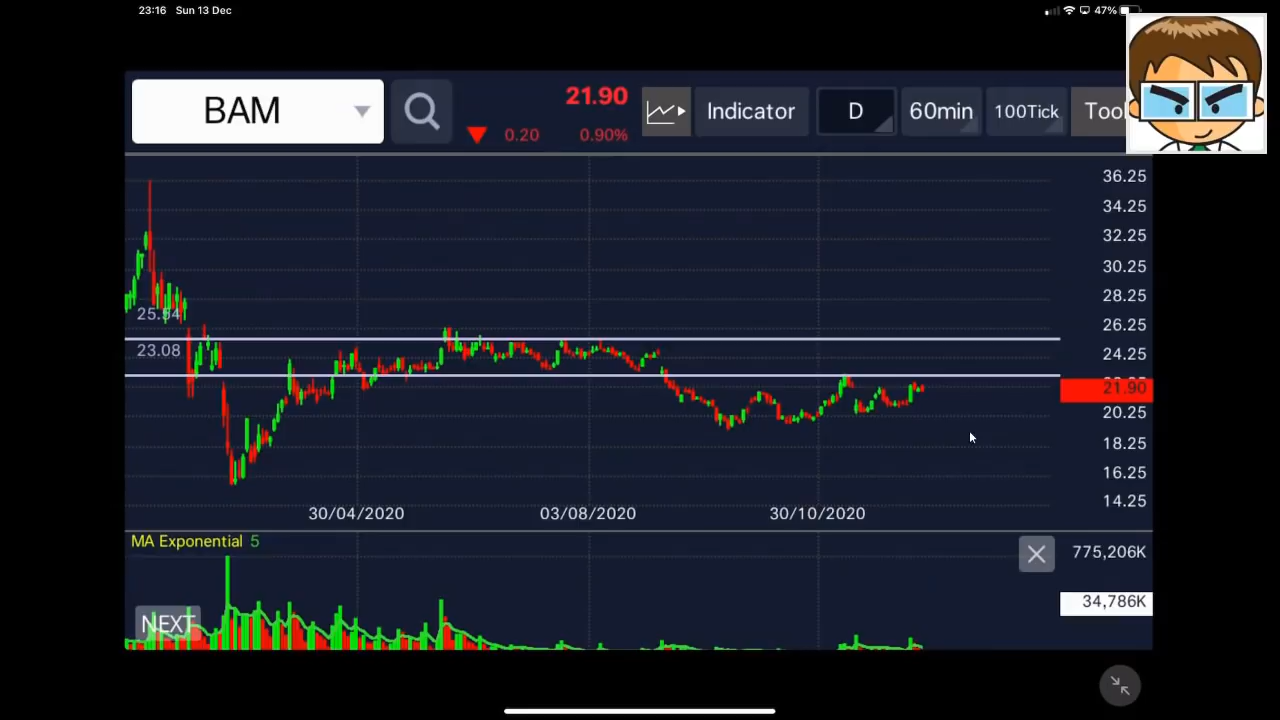 23:16 Sun 13 Dec
47%
BAM
21.90
0.20 0.90%
Indicator
D
60min
100Tick
Tool
36.25
34.25
32.25
30.25
28.25
25.54
26.25
23.08
24.25
21.90
20.25
18.25
16.25
14.25
30/04/2020 03/08/2020 30/10/2020
MA Exponential 5
775,206K
34,786K
NEXT